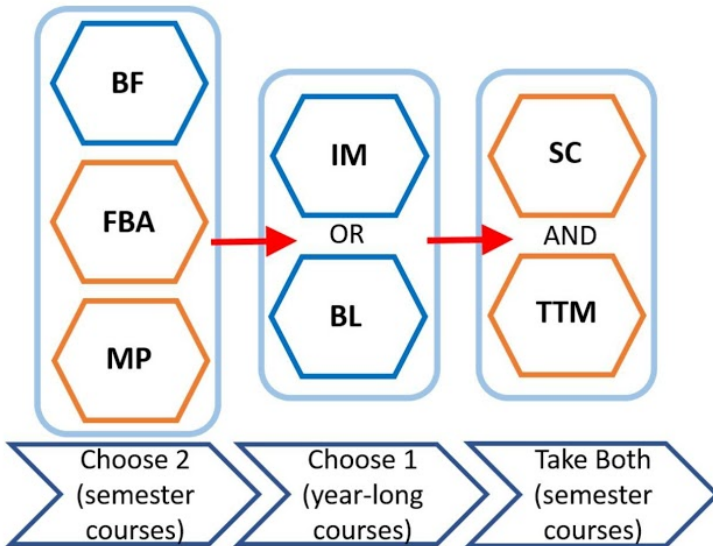 BF
FBA
MP
IM
OR
BL
SC
AND
TTM
Choose 2
(semester
courses)
Choose 1
(year-long
courses)
Take Both
(semester
courses)